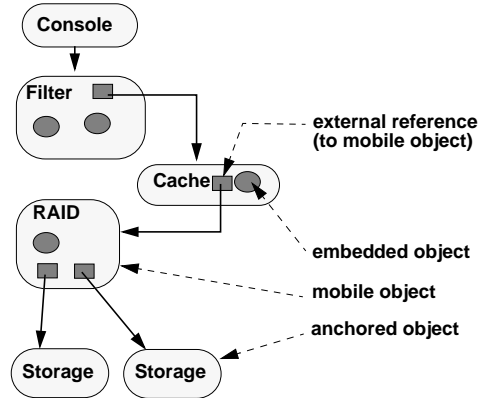 Console
Filter
external reference
(to mobile object)
Cache
RAID
embedded object
mobile object
anchored object
Storage
Storage